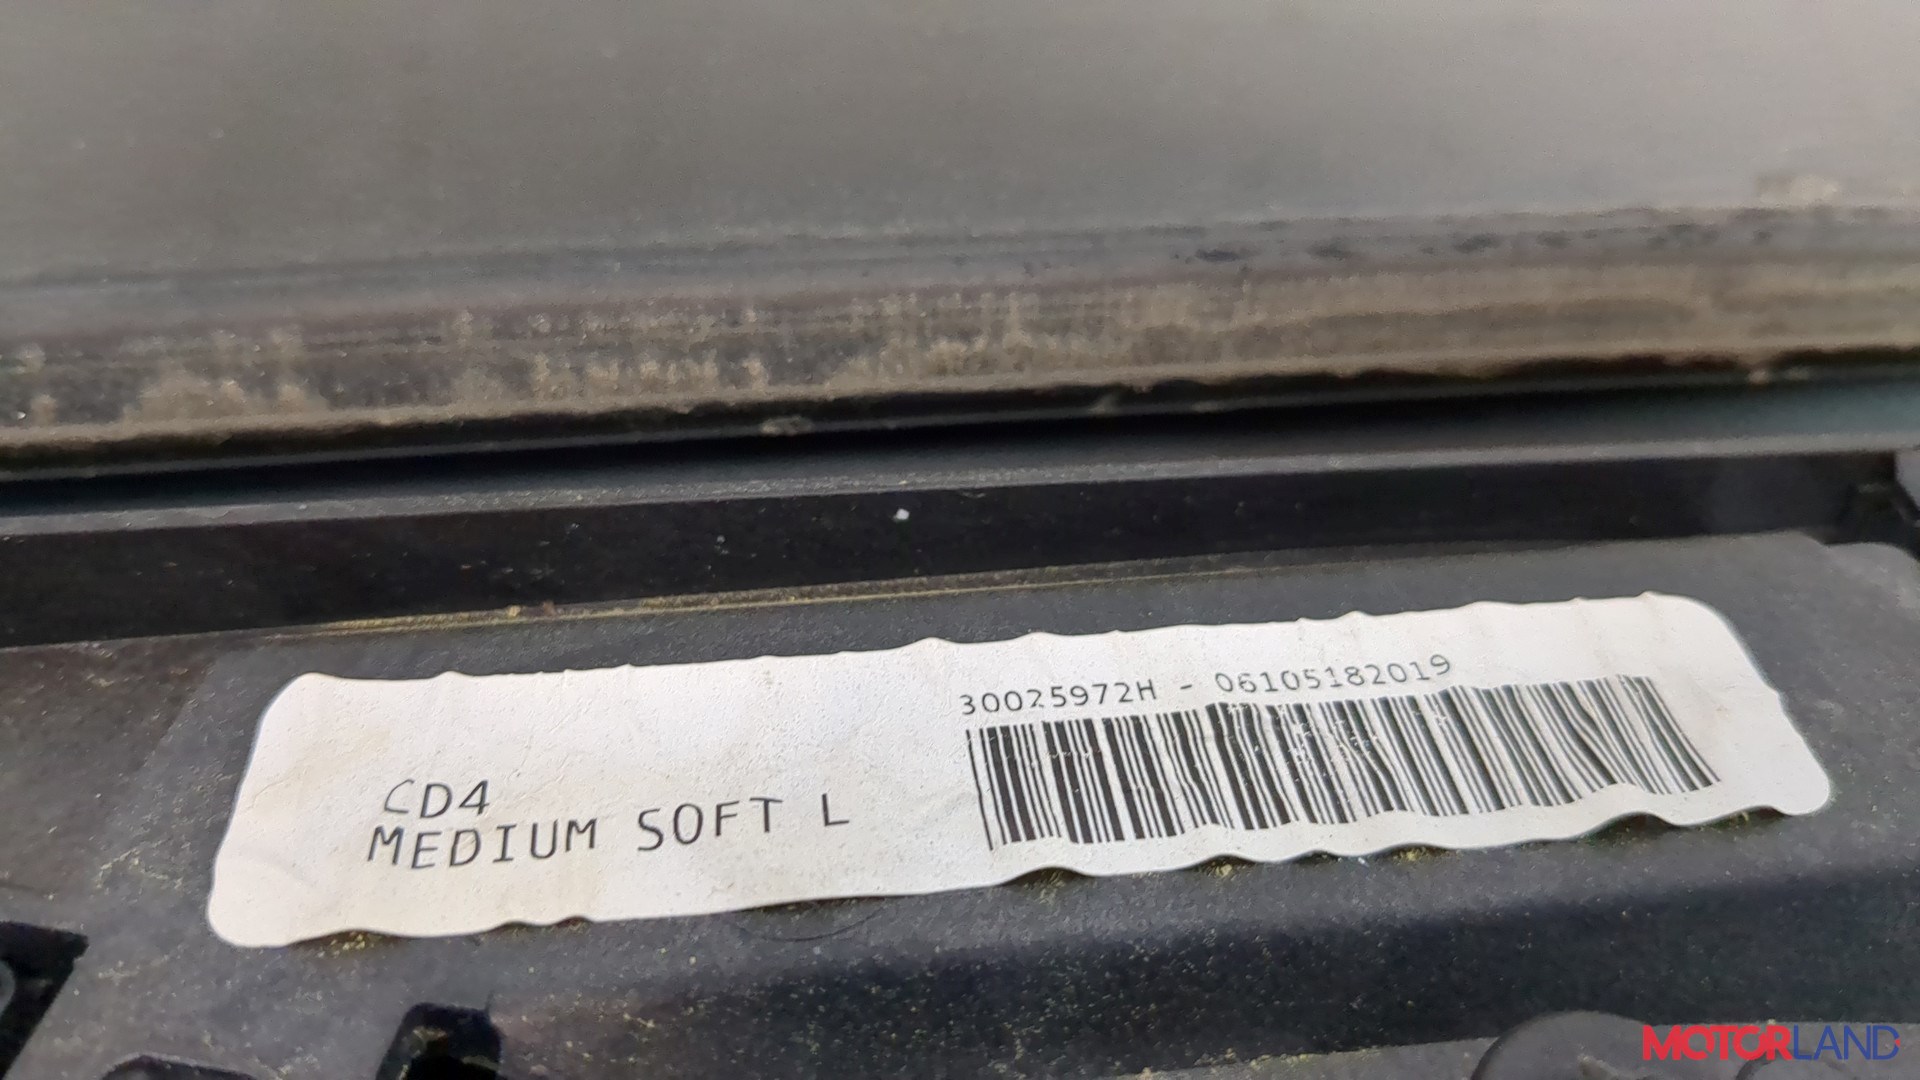 30025972H - 06105182019
CD4
MEDIUM SOFT L
MOTORLAND